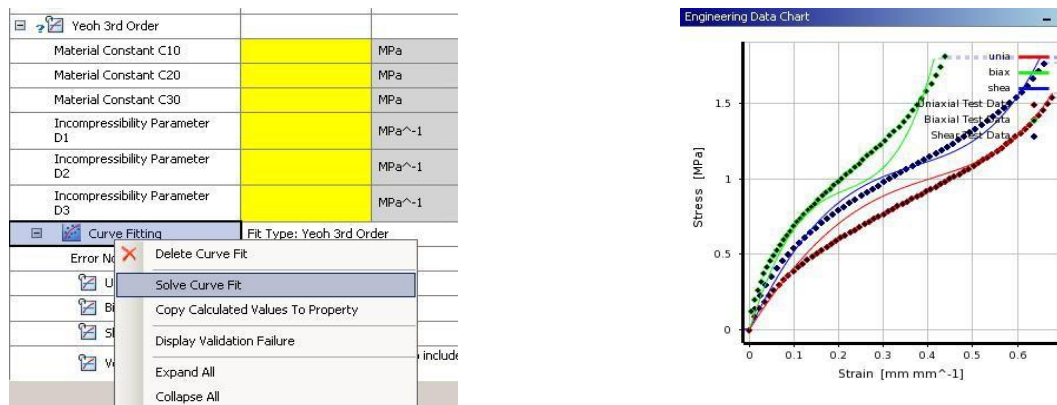 Yeoh 3rd Order
Material Constant C10 MPa
Material Constant C20 MPa
Material Constant C30 MPa
Incompressibility Parameter
D1 MPa^-1
Incompressibility Parameter
D2 MPa^-1
Incompressibility Parameter
D3 MPa^-1
Curve Fitting Fit Type: Yeoh 3rd Order
Error No
Delete Curve Fit
U
Solve Curve Fit
Bi
Copy Calculated Values To Property
Display Validation Failure
include
Expand All
Collapse All
Engineering Data Chart
unia
biax
shea
Uniaxial Test Data
Biaxial Test Data
Shear Test Data
Stress [MPa]
1.5
1
0.5
0
0 0.1 0.2 0.3 0.4 0.5 0.6
Strain [mm mm^-1]